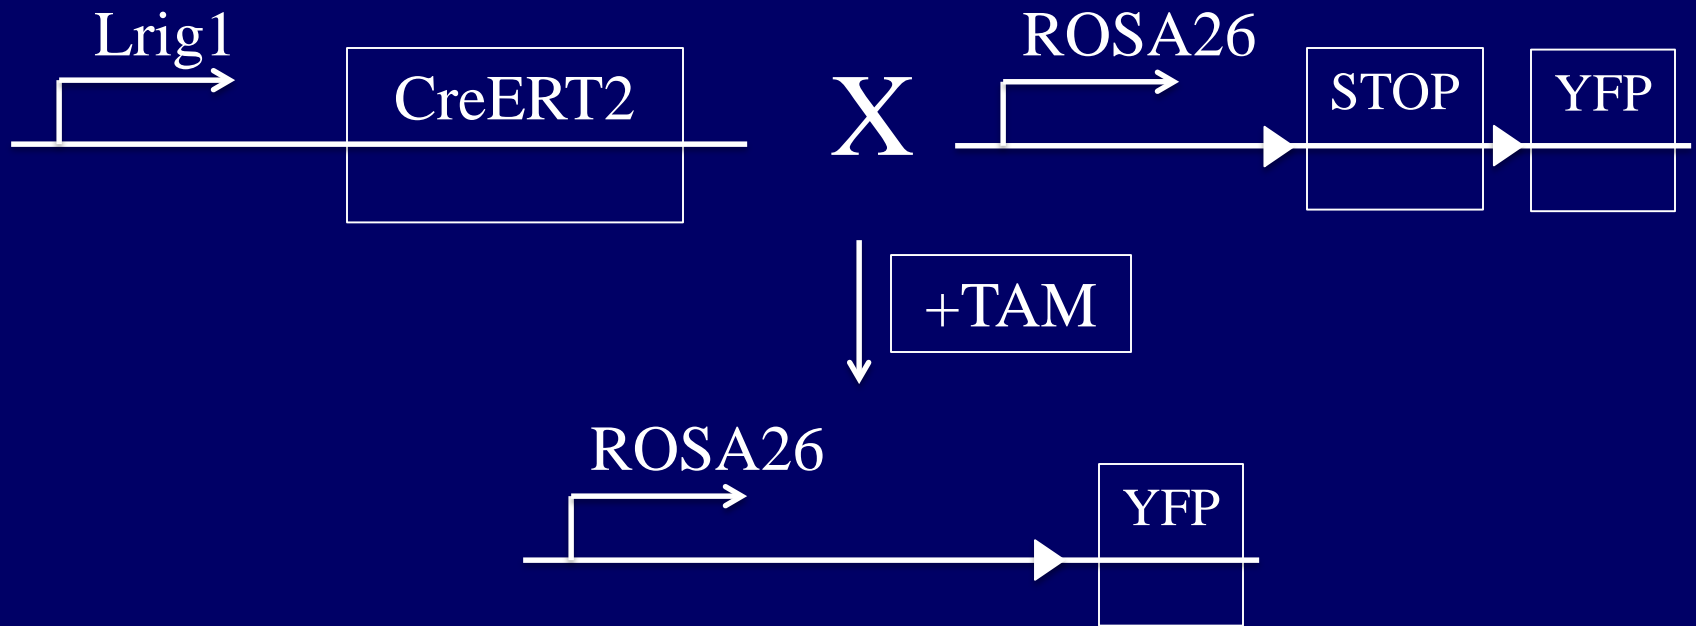 Lrig1
CreERT2
X
ROSA26
STOP
YFP
+TAM
ROSA26
YFP